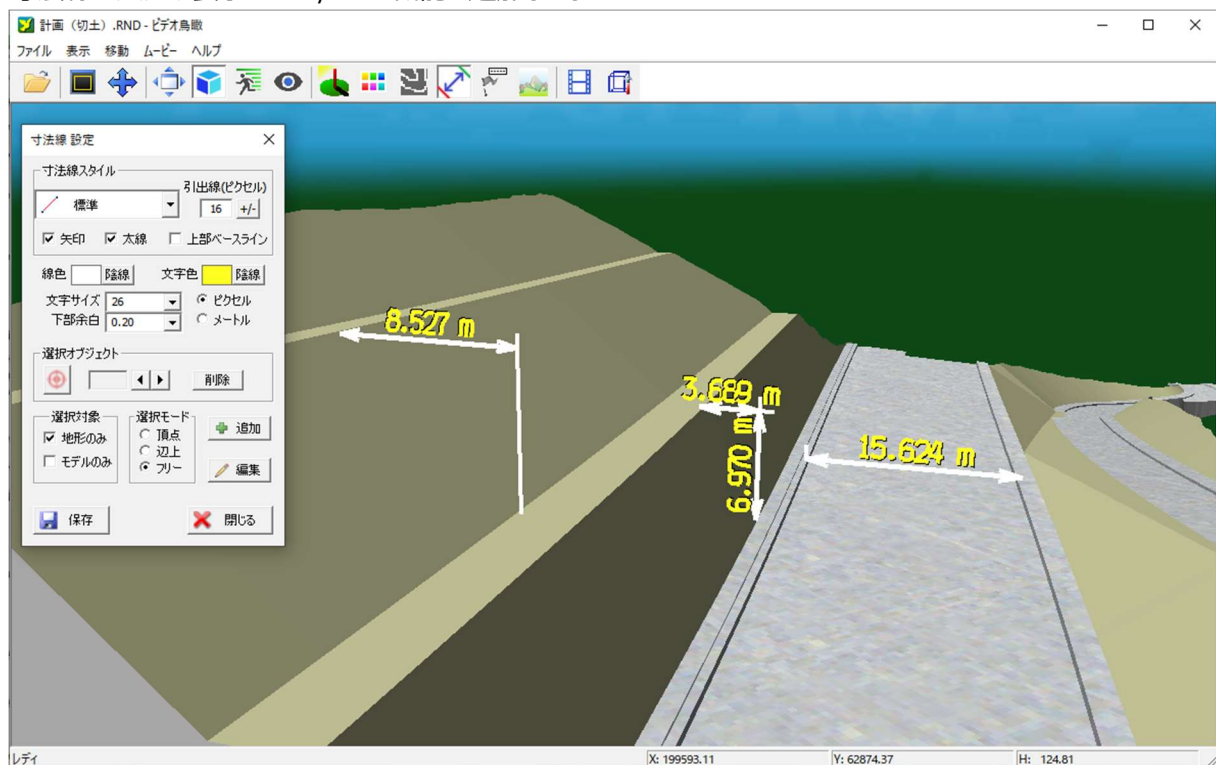 計画（切土）.RND - ビデオ鳥瞰
ファイル 表示 移動 ムービー ヘルプ
寸法線 設定
寸法線スタイル
引出線(ピクセル)
標準
16
+/-
矢印
太線
上部ベースライン
線色
陰線
文字色
陰線
文字サイズ
26
ピクセル
下部余白
0.20
メートル
選択オブジェクト
削除
選択対象
地形のみ
モデルのみ
選択モード
頂点
辺上
フリー
追加
編集
保存
閉じる
8.527 m
3.689 m
6.970 m
15.624 m
レディ
X: 199593.11
Y: 62874.37
H: 124.81